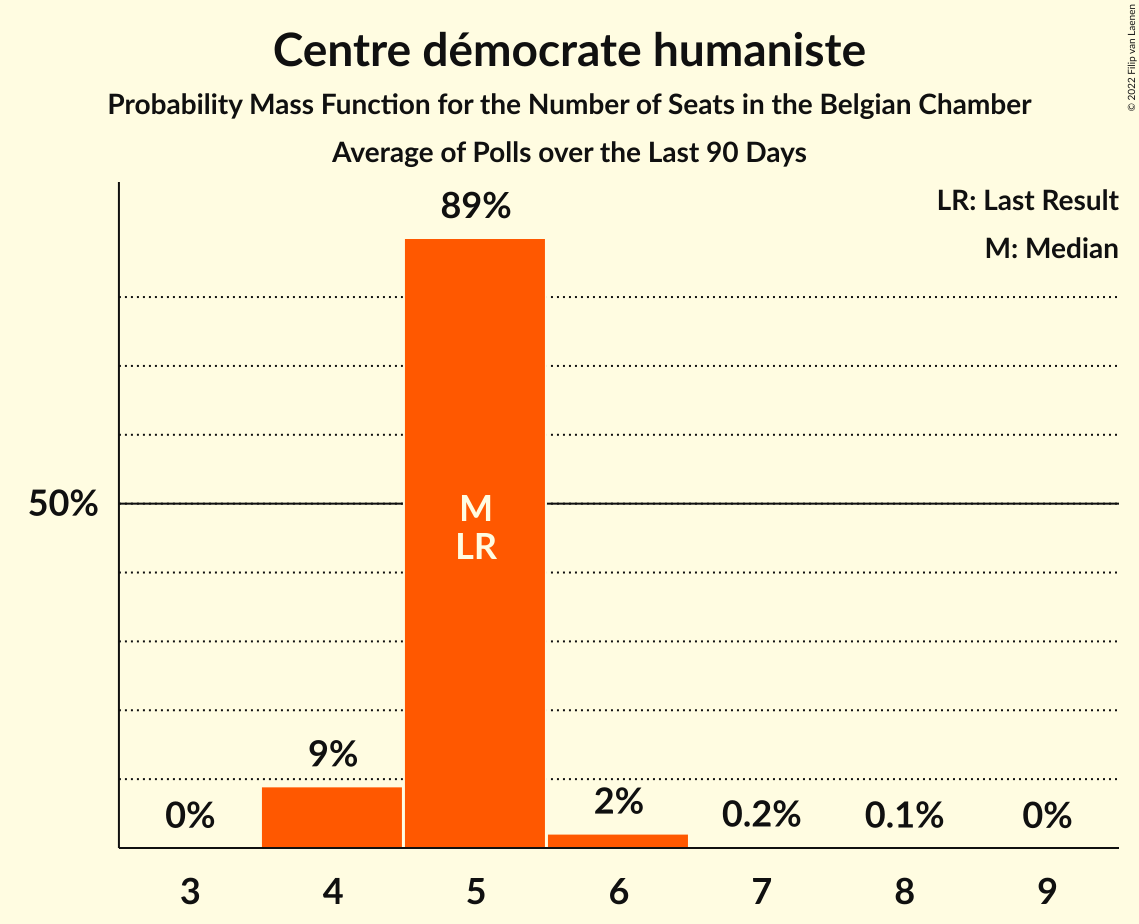 Centre démocrate humaniste
Probability Mass Function for the Number of Seats in the Belgian Chamber
Average of Polls over the Last 90 Days
© 2022 Filip van Laenen
LR: Last Result
M: Median
89%
50%
M
LR
9%
0%
2%
0.2%
0.1%
0%
3 4 5 6 7 8 9